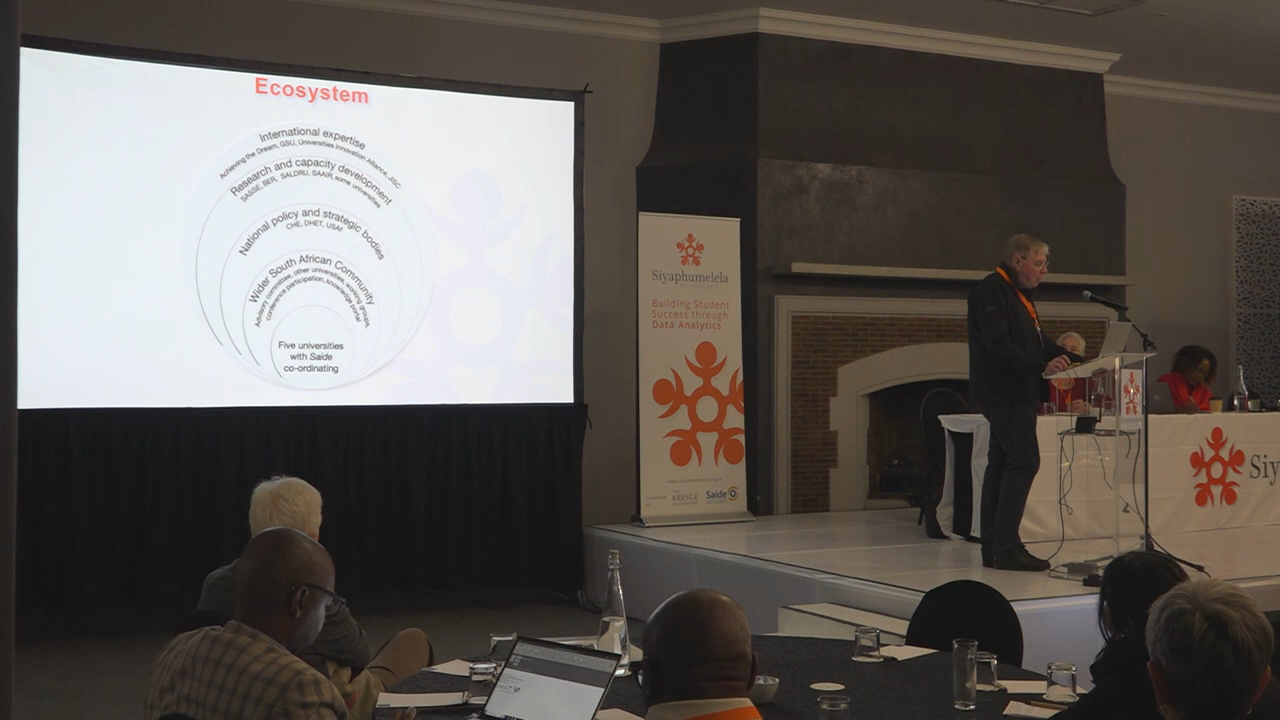 Ecosystem
International expertise
Achieving the Dream, GSU, Universities Innovation Alliance, JISC
Research and capacity development
SASSE, BER, SALDRU, SAAIR, some universities
National policy and strategic bodies
CHE, DHET, USAf
Wider South African Community
Advisory committee, other universities, working groups,
conference participation, knowledge portal
Five universities
with Saide
co-ordinating
Siyaphumelela
Building Student
Success through
Data Analytics
KRESGE
Saide
Siy